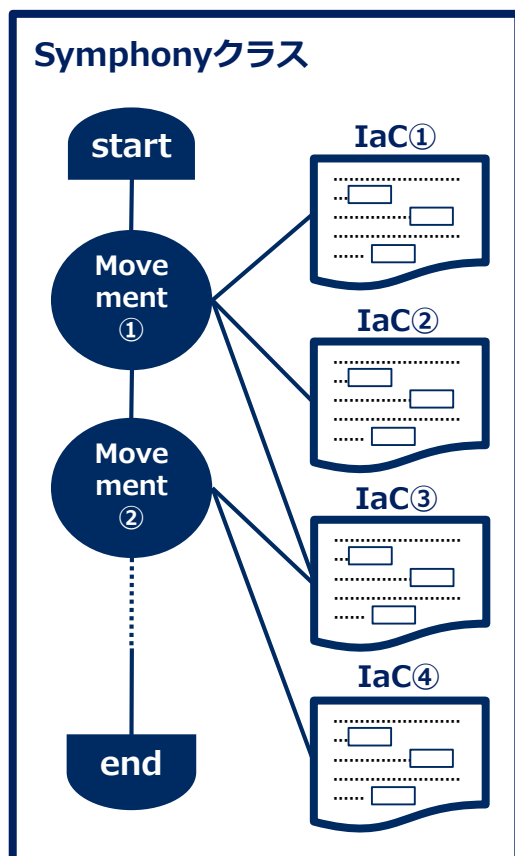 Symphonyクラス
start
IaC①
Move
ment
①
IaC②
Move
ment
②
IaC③
IaC④
end